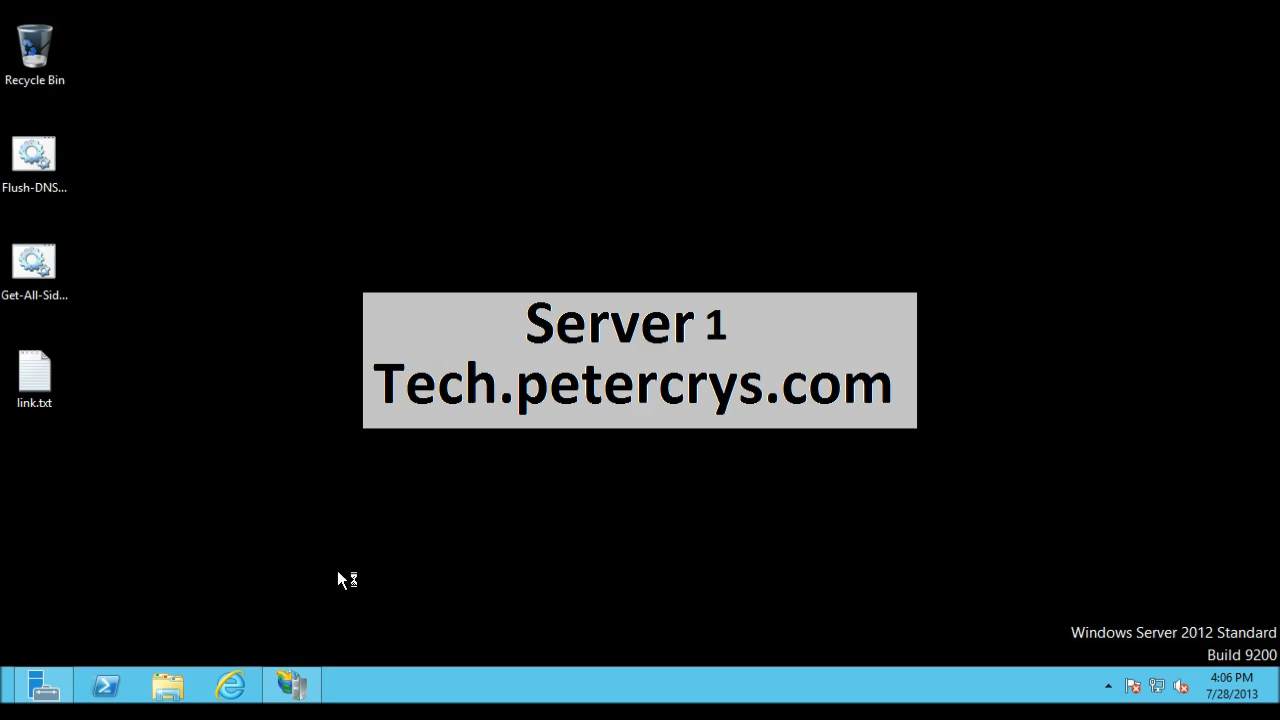 Recycle Bin
Flush-DNS...
Get-All-Sid...
link.txt
Server 1
Tech.petercrys.com
Windows Server 2012 Standard
Build 9200
4:06 PM
7/28/2013